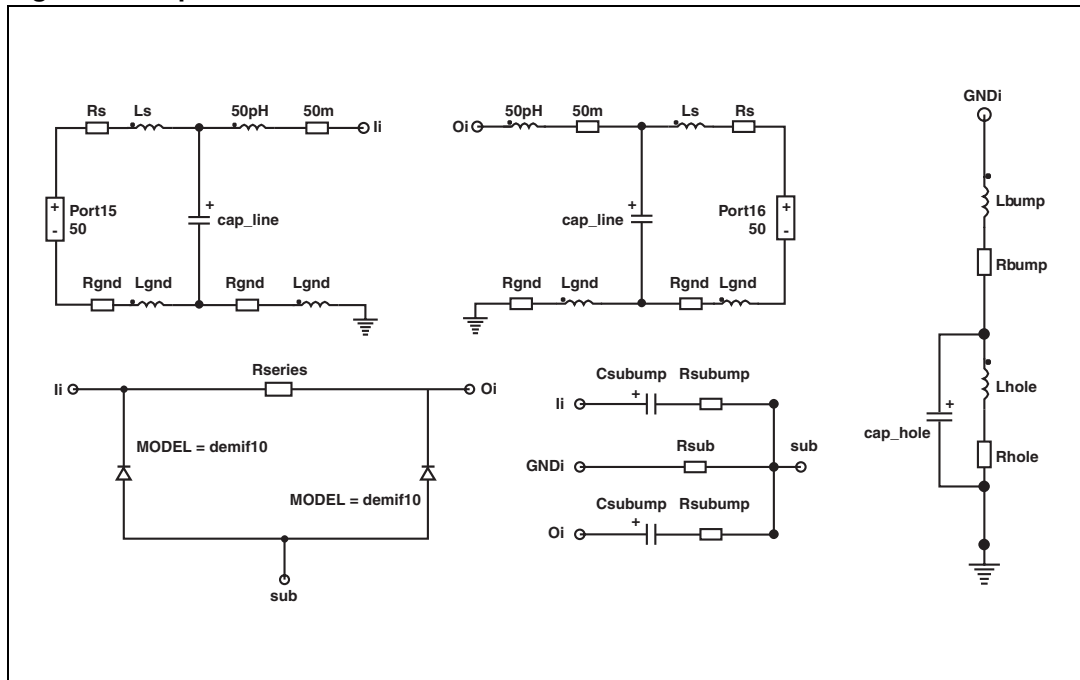 Rs Ls 50pH 50m Ii
+ Port15 cap_line
50
-
Rgnd Lgnd Rgnd Lgnd
Oi 50pH 50m Ls Rs
+ cap_line Port16 +
50
-
Rgnd Lgnd Rgnd Lgnd
GNDi
Lbump
Rbump
Lhole
+
cap_hole
Rhole
Ii Rseries Oi
MODEL = demif10
MODEL = demif10
sub
Csubump Rsubump
Ii +
Rsub sub
GNDi
Csubump Rsubump
Oi +